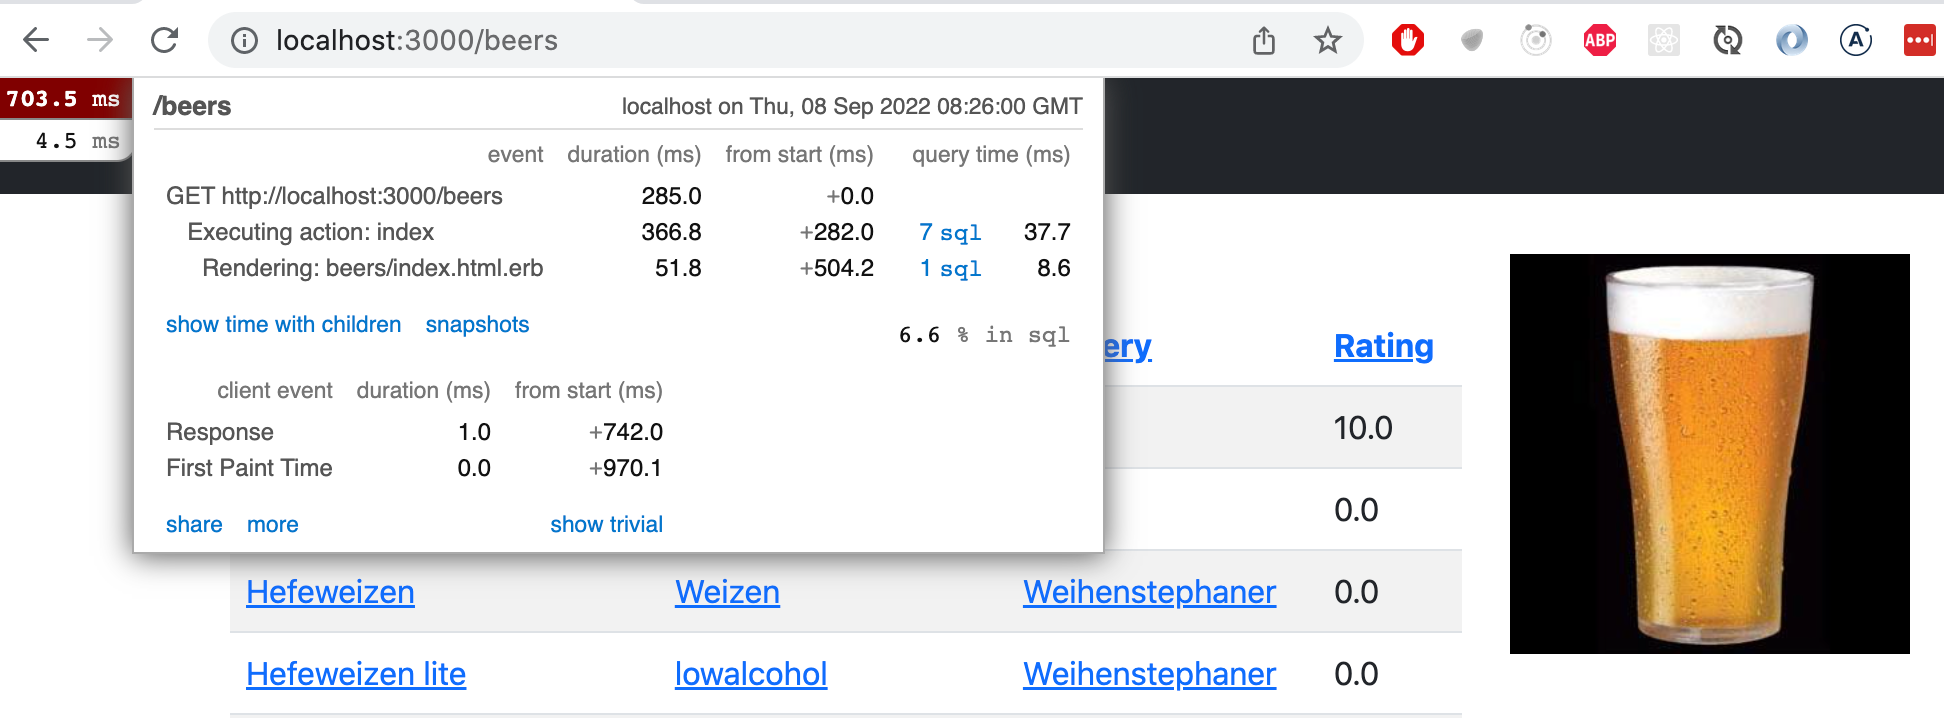 localhost:3000/beers
ABP
A
703.5 ms
4.5 ms
/beers localhost on Thu, 08 Sep 2022 08:26:00 GMT
event duration (ms) from start (ms) query time (ms)
GET http://localhost:3000/beers 285.0 +0.0
Executing action: index 366.8 +282.0 7 sql 37.7
Rendering: beers/index.html.erb 51.8 +504.2 1 sql 8.6
show time with children snapshots 6.6 % in sql
client event duration (ms) from start (ms)
Response 1.0 +742.0
First Paint Time 0.0 +970.1
share more show trivial
ery Rating
10.0
0.0
Hefeweizen Weizen Weihenstephaner 0.0
Hefeweizen lite lowalcohol Weihenstephaner 0.0